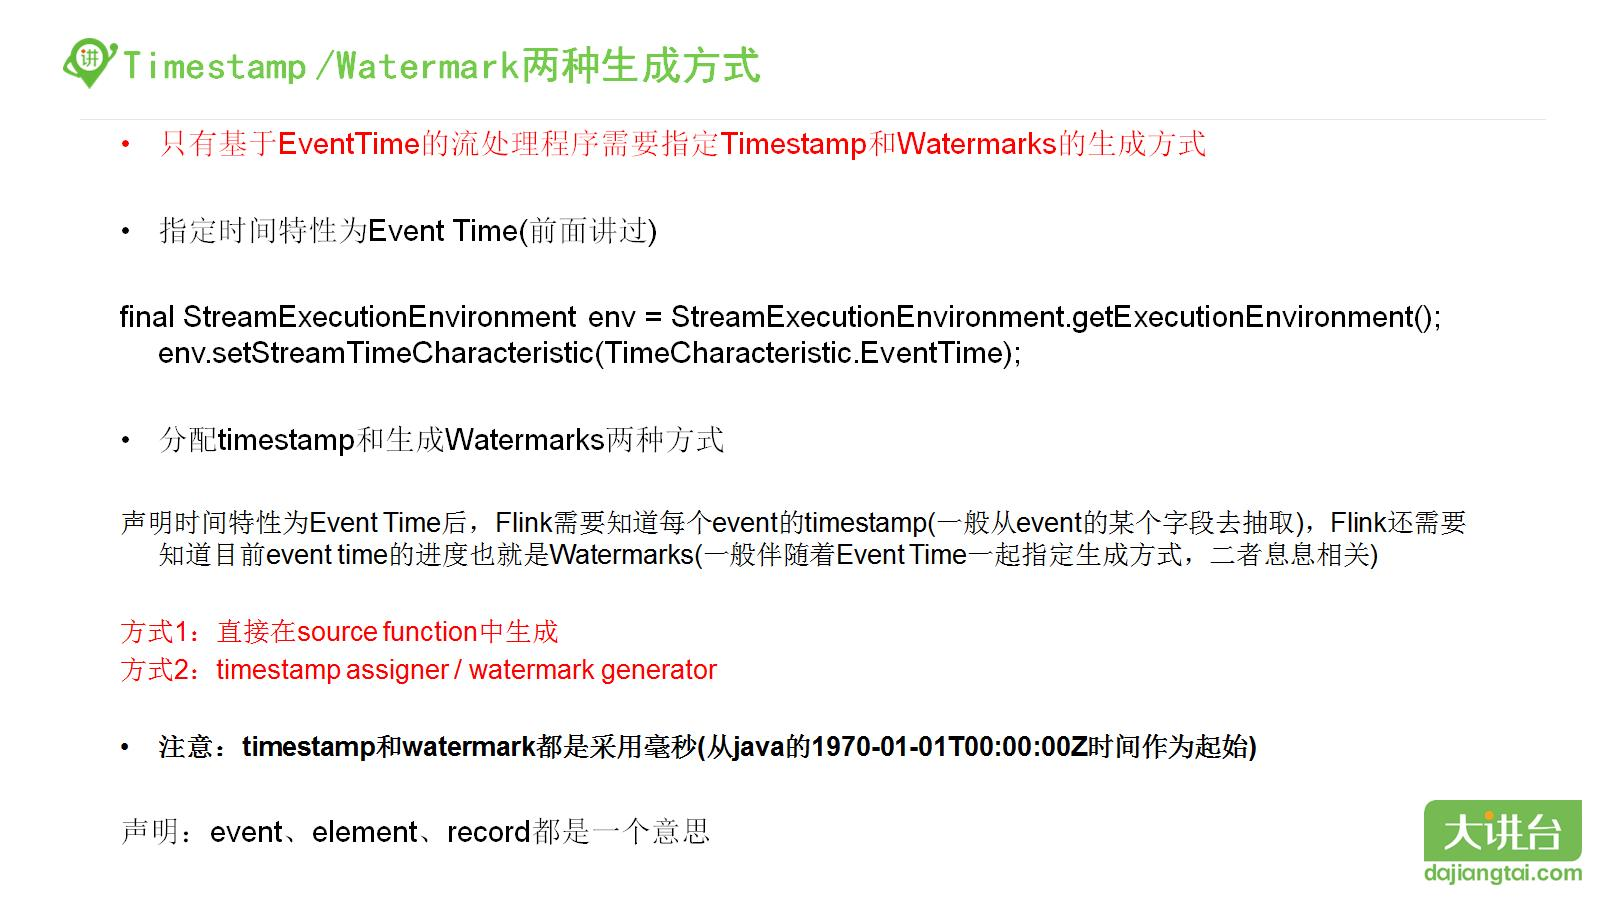 讲
Timestamp /Watermark两种生成方式
• 只有基于EventTime的流处理程序需要指定Timestamp和Watermarks的生成方式
• 指定时间特性为Event Time(前面讲过)
final StreamExecutionEnvironment env = StreamExecutionEnvironment.getExecutionEnvironment();
env.setStreamTimeCharacteristic(TimeCharacteristic.EventTime);
• 分配timestamp和生成Watermarks两种方式
声明时间特性为Event Time后，Flink需要知道每个event的timestamp(一般从event的某个字段去抽取)，Flink还需要
知道目前event time的进度也就是Watermarks(一般伴随着Event Time一起指定生成方式，二者息息相关)
方式1：直接在source function中生成
方式2：timestamp assigner / watermark generator
• 注意：timestamp和watermark都是采用毫秒(从java的1970-01-01T00:00:00Z时间作为起始)
声明：event、element、record都是一个意思
大讲台
dajiangtai.com